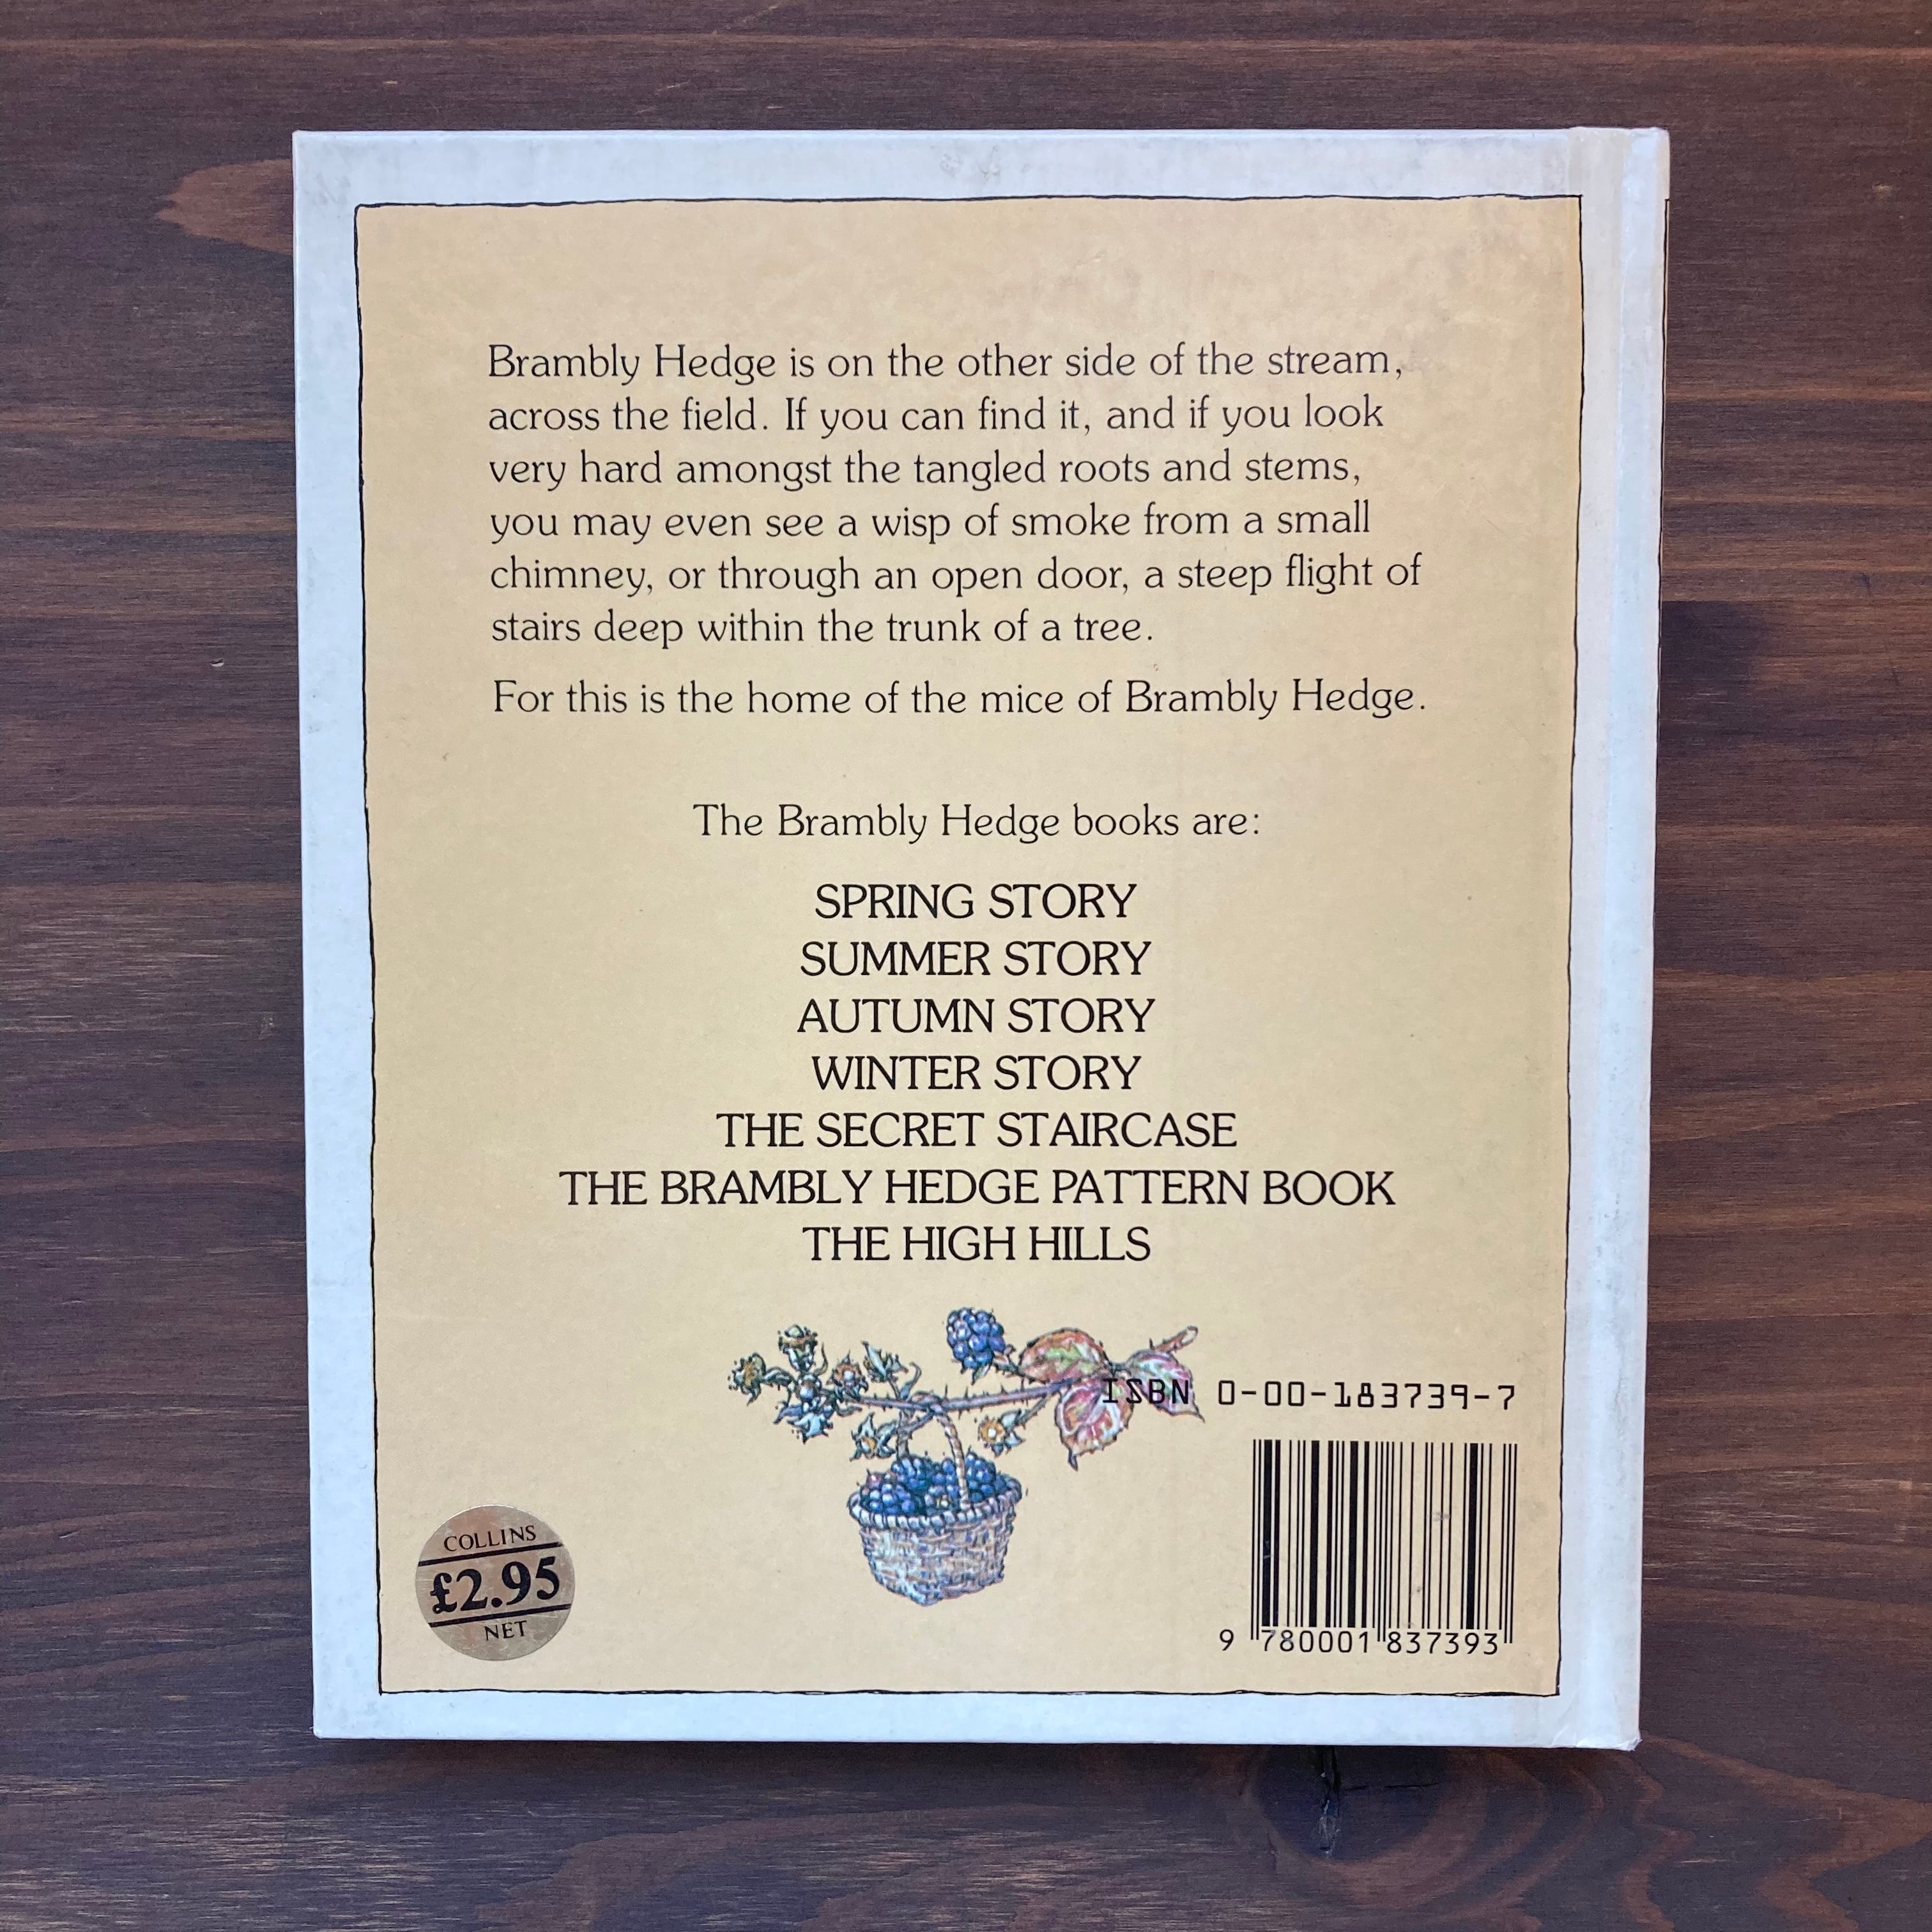 Brambly Hedge is on the other side of the stream,
across the field. If you can find it, and if you look
very hard amongst the tangled roots and stems,
you may even see a wisp of smoke from a small
chimney, or through an open door, a steep flight of
stairs deep within the trunk of a tree.
For this is the home of the mice of Brambly Hedge.
The Brambly Hedge books are:
SPRING STORY
SUMMER STORY
AUTUMN STORY
WINTER STORY
THE SECRET STAIRCASE
THE BRAMBLY HEDGE PATTERN BOOK
THE HIGH HILLS
ISBN 0-00-183739-7
COLLINS
£2.95
NET
9 780001 837393